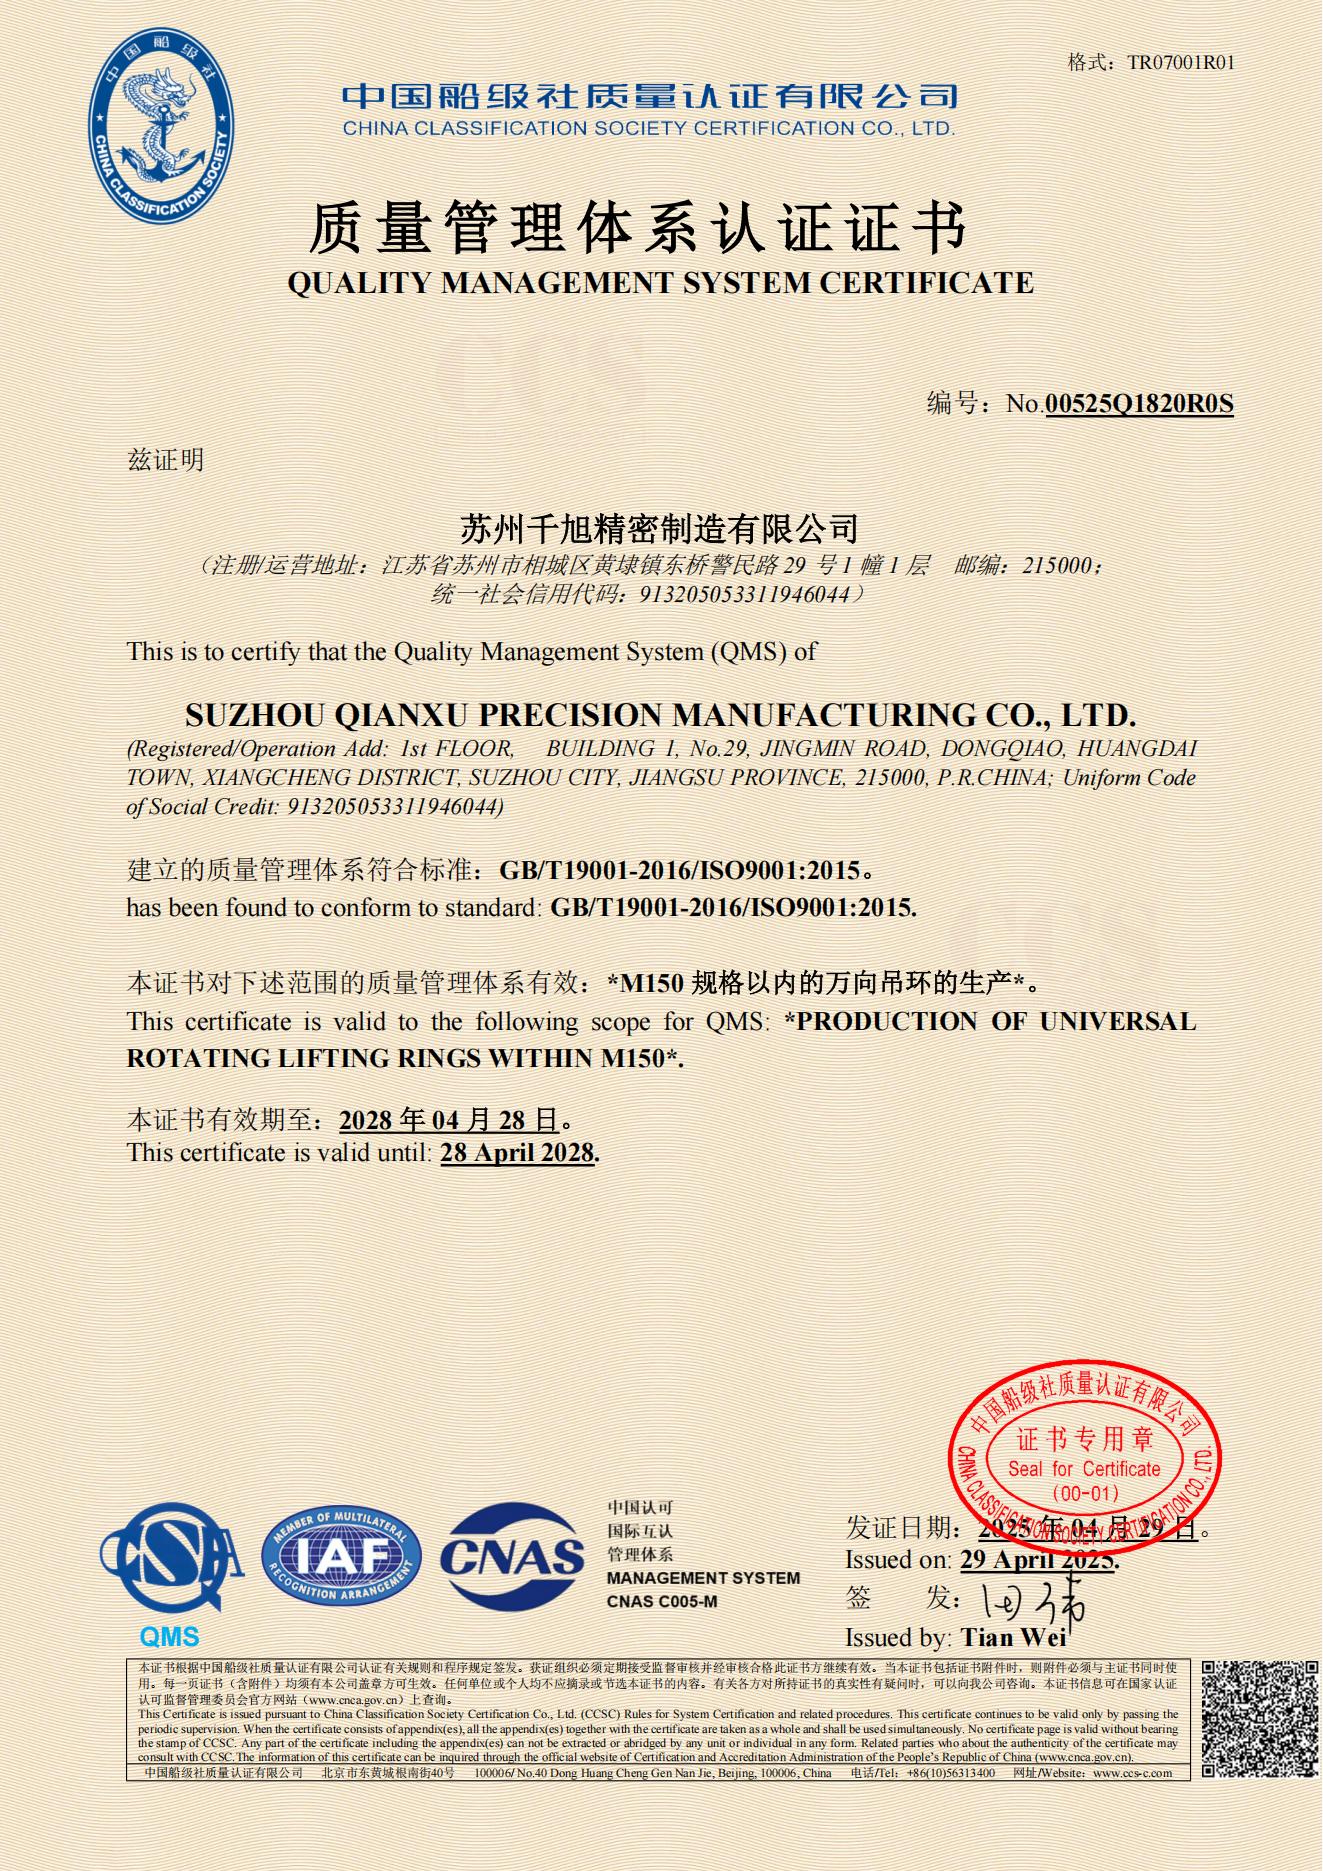 中国船级社
CHINA CLASSIFICATION SOCIETY
格式：TR07001R01
中国船级社质量认证有限公司
CHINA CLASSIFICATION SOCIETY CERTIFICATION CO., LTD.
质量管理体系认证证书
QUALITY MANAGEMENT SYSTEM CERTIFICATE
CCS
编号：No.00525Q1820R0S
兹证明
苏州千旭精密制造有限公司
（注册/运营地址：江苏省苏州市相城区黄埭镇东桥警民路 29 号 1 幢 1 层 邮编：215000；
统一社会信用代码：913205053311946044）
This is to certify that the Quality Management System (QMS) of
SUZHOU QIANXU PRECISION MANUFACTURING CO., LTD.
(Registered/Operation Add: 1st FLOOR, BUILDING 1, No.29, JINGMIN ROAD, DONGQIAO, HUANGDAI
TOWN, XIANGCHENG DISTRICT, SUZHOU CITY, JIANGSU PROVINCE, 215000, P.R.CHINA; Uniform Code
of Social Credit: 913205053311946044)
建立的质量管理体系符合标准：GB/T19001-2016/ISO9001:2015。
has been found to conform to standard: GB/T19001-2016/ISO9001:2015.
CCS
本证书对下述范围的质量管理体系有效：*M150 规格以内的万向吊环的生产*。
This certificate is valid to the following scope for QMS: *PRODUCTION OF UNIVERSAL
ROTATING LIFTING RINGS WITHIN M150*.
本证书有效期至：2028 年 04 月 28 日。
This certificate is valid until: 28 April 2028.
中国船级社质量认证有限公司
证书专用章
Seal for Certificate
(00-01)
CHINA CLASSIFICATION SOCIETY CERTIFICATION CO., LTD.
CSQA
QMS
MEMBER OF MULTILATERAL
IAF
RECOGNITION ARRANGEMENT
CNAS
中国认可
国际互认
管理体系
MANAGEMENT SYSTEM
CNAS C005-M
发证日期：2025 年 04 月 29 日。
Issued on: 29 April 2025.
签 发：田伟
Issued by: Tian Wei
本证书根据中国船级社质量认证有限公司认证有关规则和程序规定签发。获证组织必须定期接受监督审核并经审核合格此证书方继续有效。当本证书包括证书附件时，则附件必须与主证书同时使
用。每一页证书（含附件）均须有本公司盖章方可生效。任何单位或个人均不应摘录或节选本证书的内容。有关各方对所持证书的真实性有疑问时，可以向我公司咨询。本证书信息可在国家认证
认可监督管理委员会官方网站（www.cnca.gov.cn）上查询。
This Certificate is issued pursuant to China Classification Society Certification Co., Ltd. (CCSC) Rules for System Certification and related procedures. This certificate continues to be valid only by passing the
periodic supervision. When the certificate consists of appendix(es), all the appendix(es) together with the certificate are taken as a whole and shall be used simultaneously. No certificate page is valid without bearing
the stamp of CCSC. Any part of the certificate including the appendix(es) can not be extracted or abridged by any unit or individual in any form. Related parties who about the authenticity of the certificate may
consult with CCSC. The information of this certificate can be inquired through the official website of Certification and Accreditation Administration of the People's Republic of China (www.cnca.gov.cn).
中国船级社质量认证有限公司 北京市东黄城根南街40号 100006/ No.40 Dong Huang Cheng Gen Nan Jie, Beijing, 100006, China 电话/Tel: +86(10)56313400 网址/Website: www.ccs-c.com